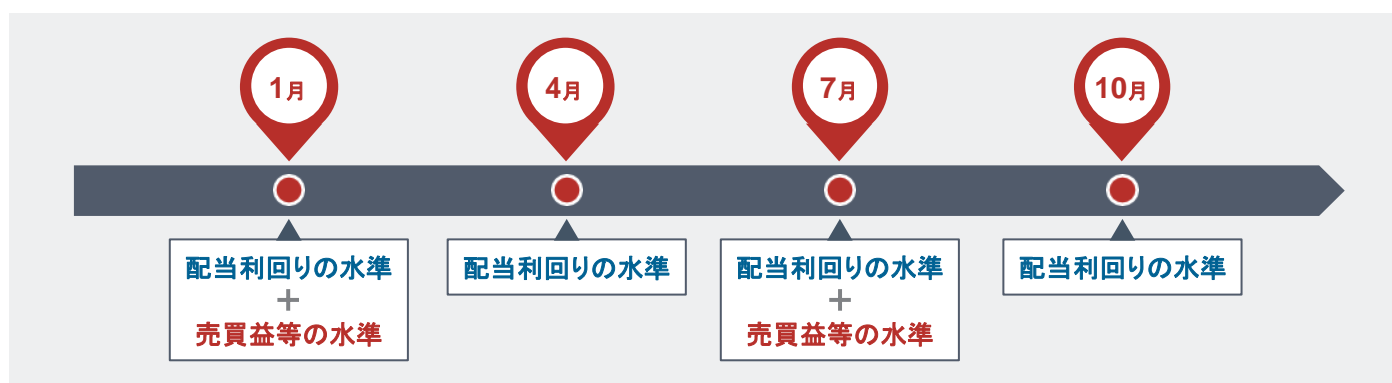 1月
4月
7月
10月
配当利回りの水準
+
売買益等の水準
配当利回りの水準
配当利回りの水準
+
売買益等の水準
配当利回りの水準